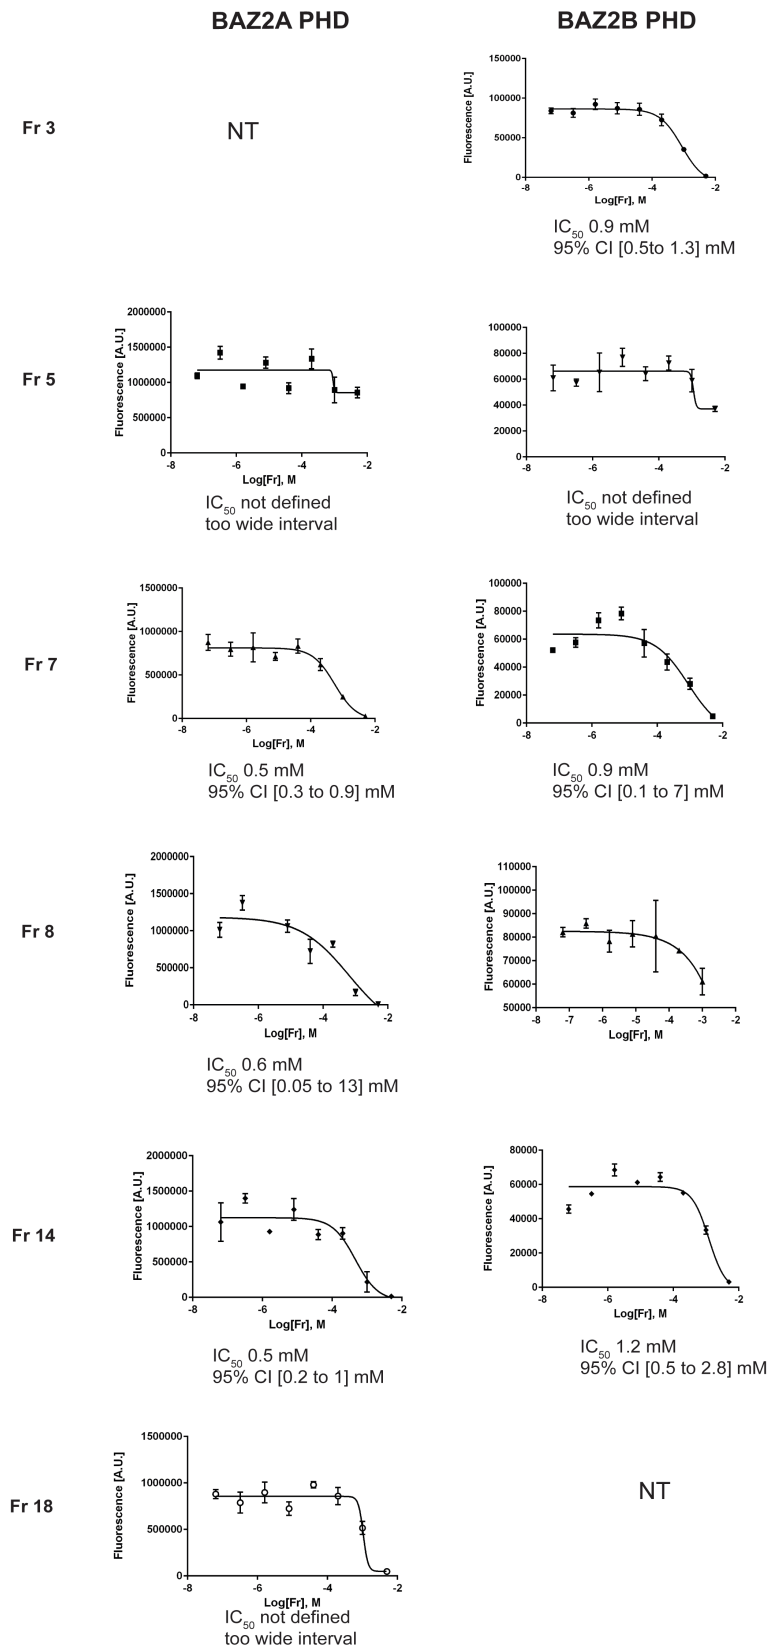 BAZ2A PHD
BAZ2B PHD
Fr 3
NT
Fluorescence [A.U.]
150000
100000
50000
0
-8
-6
-4
-2
Log[Fr], M
IC50 0.9 mM
95% CI [0.5to 1.3] mM
Fr 5
Fluorescence [A.U.]
2000000
1500000
1000000
500000
0
-8
-6
-4
-2
Log[Fr], M
IC50 not defined
too wide interval
Fluorescence [A.U.]
100000
80000
60000
40000
20000
0
-8
-6
-4
-2
Log[Fr], M
IC50 not defined
too wide interval
Fr 7
Fluorescence [A.U.]
1500000
1000000
500000
0
-8
-6
-4
-2
Log[Fr], M
IC50 0.5 mM
95% CI [0.3 to 0.9] mM
Fluorescence [A.U.]
100000
80000
60000
40000
20000
0
-8
-6
-4
-2
Log[Fr], M
IC50 0.9 mM
95% CI [0.1 to 7] mM
Fr 8
Fluorescence [A.U.]
2000000
1500000
1000000
500000
0
-8
-6
-4
-2
Log[Fr], M
IC50 0.6 mM
95% CI [0.05 to 13] mM
Fluorescence [A.U.]
110000
100000
90000
80000
70000
60000
50000
-8
-7
-6
-5
-4
-3
-2
Log[Fr], M
Fr 14
Fluorescence [A.U.]
2000000
1500000
1000000
500000
0
-8
-6
-4
-2
Log[Fr], M
IC50 0.5 mM
95% CI [0.2 to 1] mM
Fluorescence [A.U.]
80000
60000
40000
20000
0
-8
-6
-4
-2
Log[Fr], M
IC50 1.2 mM
95% CI [0.5 to 2.8] mM
Fr 18
Fluorescence [A.U.]
1500000
1000000
500000
0
-8
-6
-4
-2
Log[Fr], M
IC50 not defined
too wide interval
NT